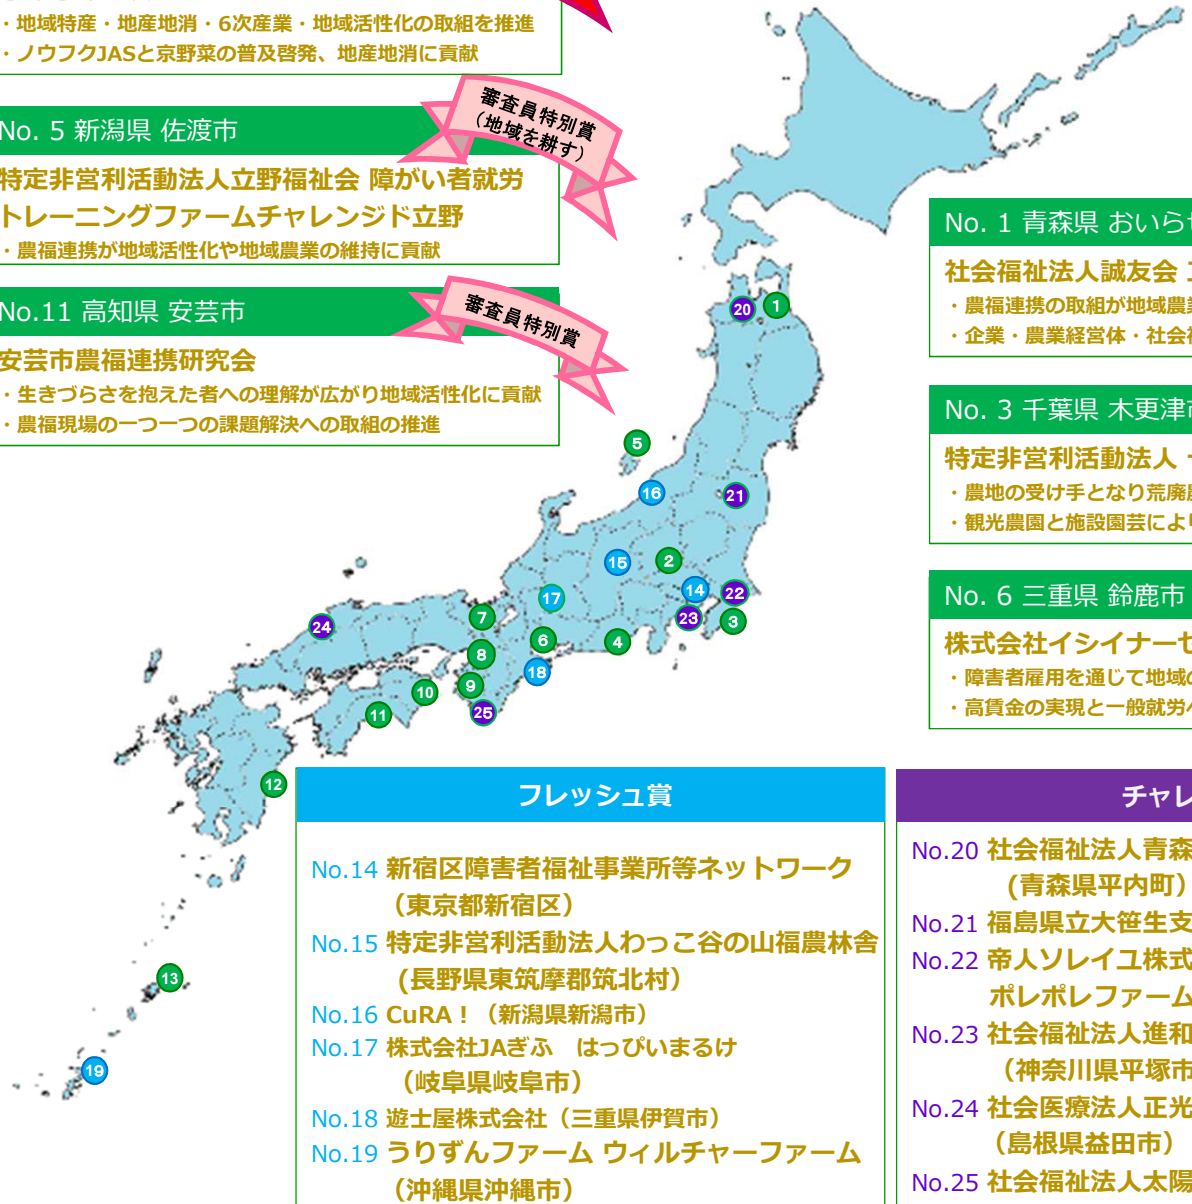 ・地域特産・地産地消・6次産業・地域活性化の取組を推進
・ノウフクJASと京野菜の普及啓発、地産地消に貢献
審査員特別賞
（地域を耕す）
No. 5 新潟県 佐渡市
特定非営利活動法人立野福祉会 障がい者就労
トレーニングファームチャレンジド立野
・農福連携が地域活性化や地域農業の維持に貢献
審査員特別賞
No.11 高知県 安芸市
安芸市農福連携研究会
・生きづらさを抱えた者への理解が広がり地域活性化に貢献
・農福現場の一つ一つの課題解決への取組の推進
No. 1 青森県 おいらせ
社会福祉法人誠友会
・農福連携の取組が地域農業
・企業・農業経営体・社会福
No. 3 千葉県 木更津市
特定非営利活動法人
・農地の受け手となり荒廃農
・観光農園と施設園芸により
No. 6 三重県 鈴鹿市
株式会社イシイナーセ
・障害者雇用を通じて地域の
・高賃金の実現と一般就労へ
20
1
5
16
21
15
2
14
22
17
7
23
3
24
6
4
8
18
9
10
25
11
12
13
19
フレッシュ賞
No.14 新宿区障害者福祉事業所等ネットワーク
（東京都新宿区）
No.15 特定非営利活動法人わっこ谷の山福農林舎
(長野県東筑摩郡筑北村）
No.16 CuRA！（新潟県新潟市）
No.17 株式会社JAぎふ　はっぴいまるけ
（岐阜県岐阜市）
No.18 遊士屋株式会社（三重県伊賀市）
No.19 うりずんファーム ウィルチャーファーム
（沖縄県沖縄市）
チャレ
No.20 社会福祉法人青森
(青森県平内町）
No.21 福島県立大笹生支
No.22 帝人ソレイユ株式
ポレポレファーム
No.23 社会福祉法人進和
（神奈川県平塚市
No.24 社会医療法人正光
（島根県益田市）
No.25 社会福祉法人太陽